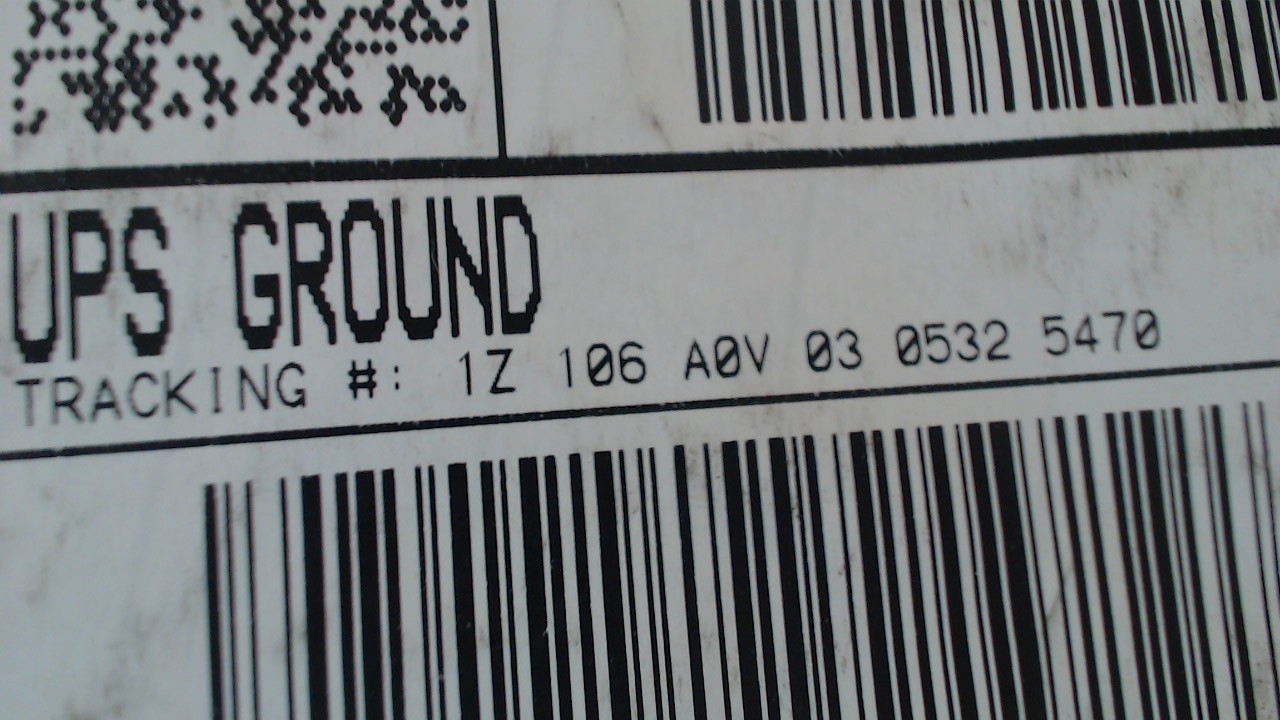 UPS GROUND
TRACKING #: 1Z 106 A0V 03 0532 5470